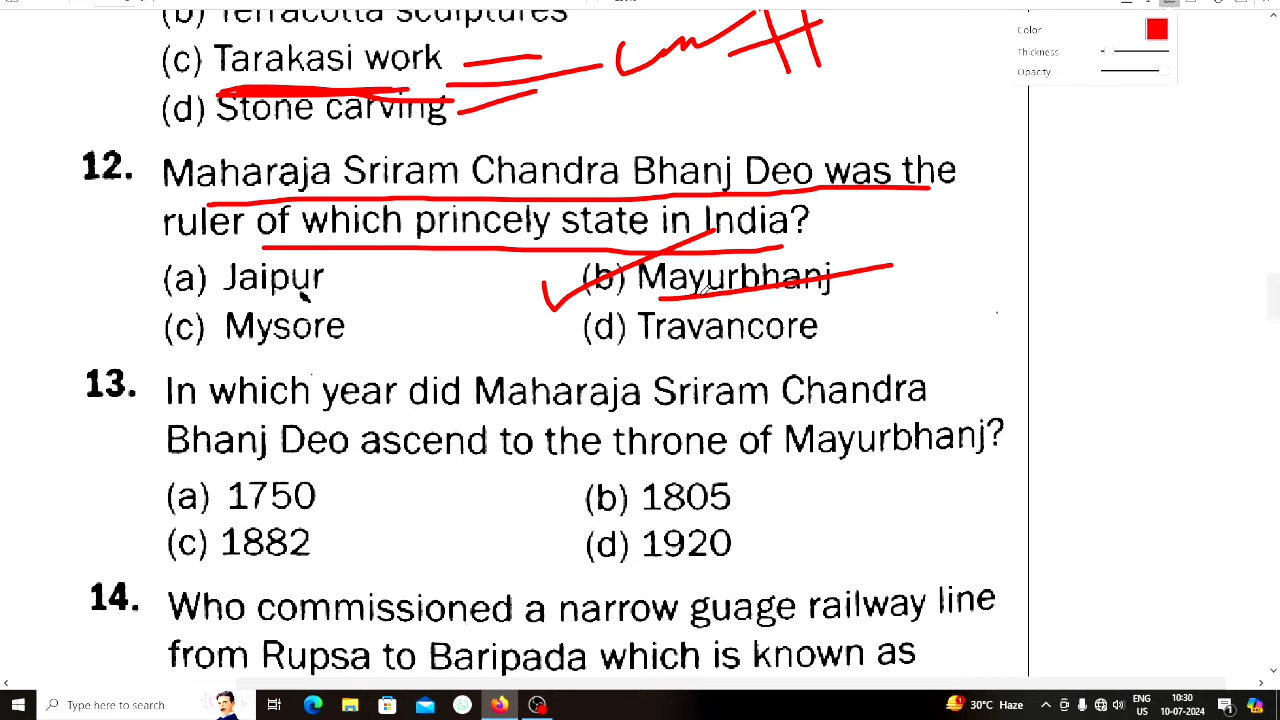 Color
Thickness
Opacity
(b) Terracotta sculptures
(c) Tarakasi work
(d) Stone carving
12. Maharaja Sriram Chandra Bhanj Deo was the
ruler of which princely state in India?
(a) Jaipur (b) Mayurbhanj
(c) Mysore (d) Travancore
13. In which year did Maharaja Sriram Chandra
Bhanj Deo ascend to the throne of Mayurbhanj?
(a) 1750 (b) 1805
(c) 1882 (d) 1920
14. Who commissioned a narrow guage railway line
from Rupsa to Baripada which is known as
Type here to search
30°C Haze
ENG
US
10:30
10-07-2024